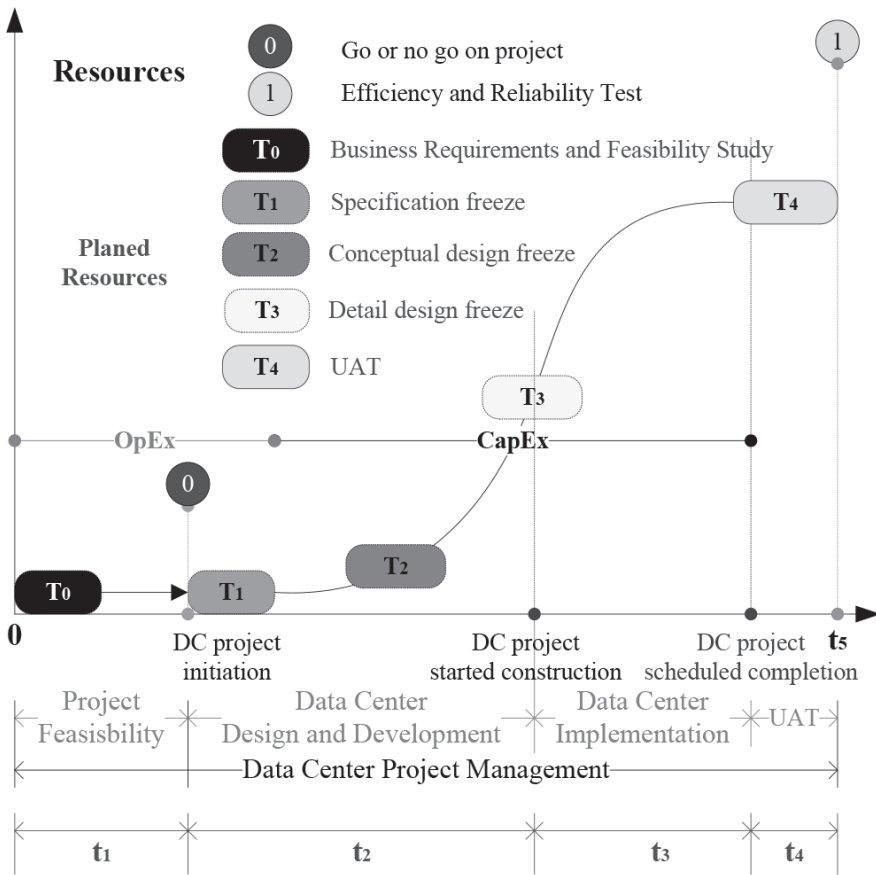 0
Go or no go on project
Resources
1
Efficiency and Reliability Test
1
T0
Business Requirements and Feasibility Study
T1
Specification freeze
T4
Planed
Resources
T2
Conceptual design freeze
T3
Detail design freeze
T4
UAT
T3
OpEx
CapEx
0
T0
T1
T2
0
DC project
initiation
DC project
started construction
DC project
scheduled completion
t5
Project
Feasisbility
Data Center
Design and Development
Data Center
Implementation
UAT
Data Center Project Management
t1
t2
t3
t4